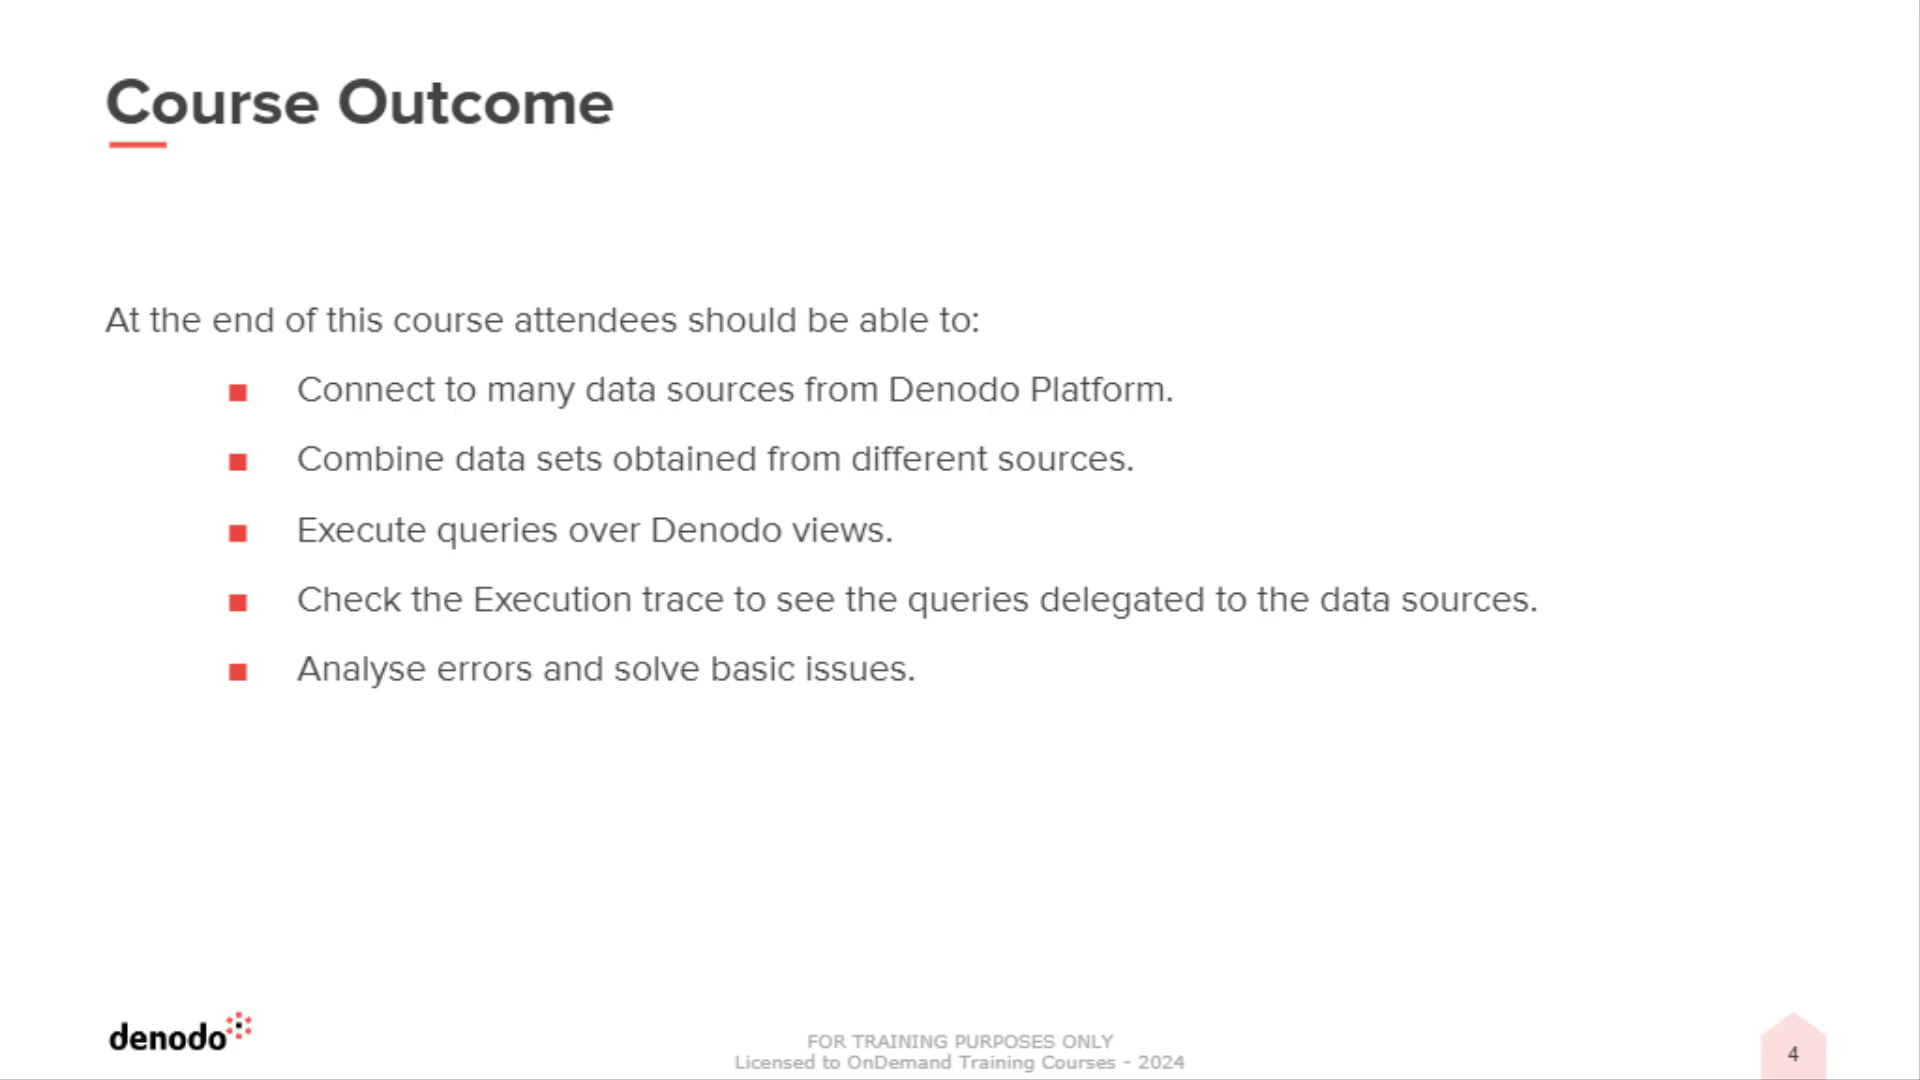 Course Outcome
At the end of this course attendees should be able to:
Connect to many data sources from Denodo Platform.
Combine data sets obtained from different sources.
Execute queries over Denodo views.
Check the Execution trace to see the queries delegated to the data sources.
Analyse errors and solve basic issues.
denodo
FOR TRAINING PURPOSES ONLY
Licensed to OnDemand Training Courses - 2024
4